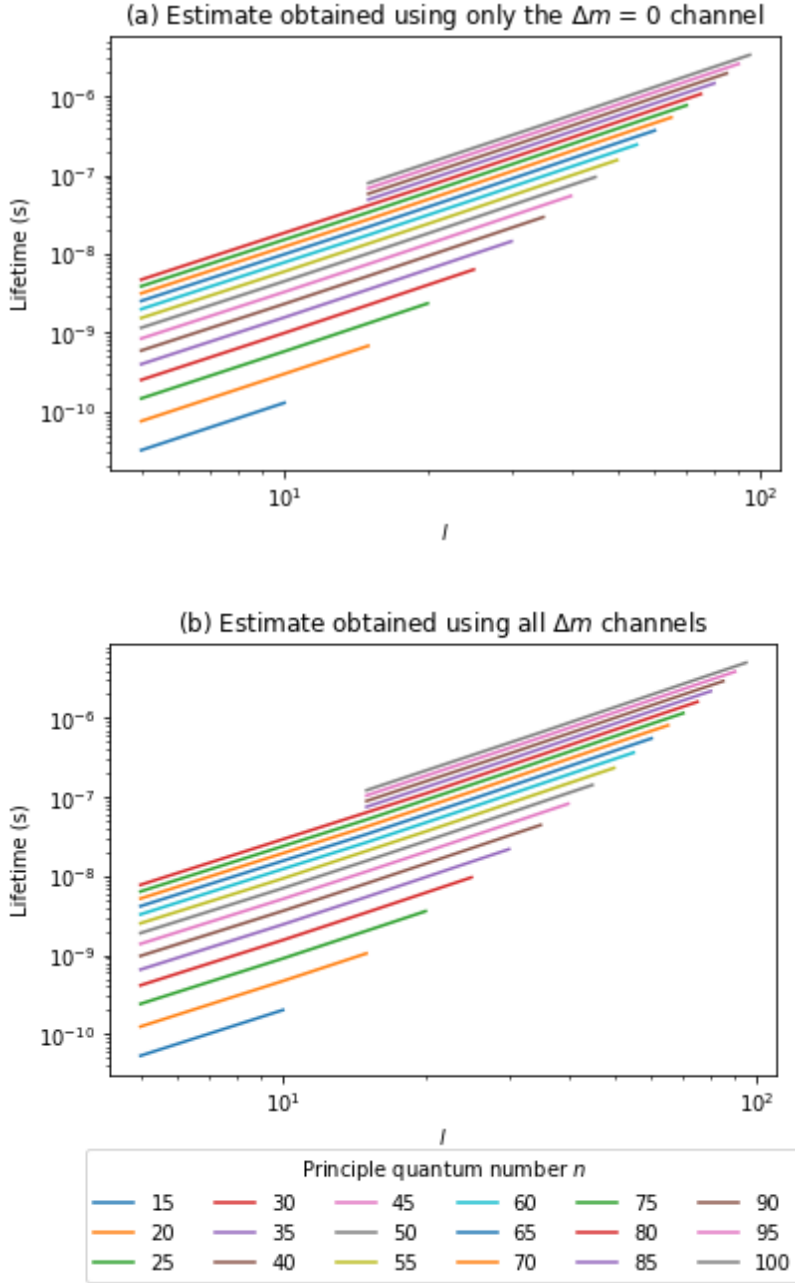 (a) Estimate obtained using only the Δm = 0 channel
10⁻⁶
10⁻⁷
10⁻⁸
10⁻⁹
10⁻¹⁰
Lifetime (s)
10¹ 10²
l
(b) Estimate obtained using all Δm channels
10⁻⁶
10⁻⁷
10⁻⁸
10⁻⁹
10⁻¹⁰
Lifetime (s)
10¹ 10²
l
Principle quantum number n
15 30 45 60 75 90
20 35 50 65 80 95
25 40 55 70 85 100